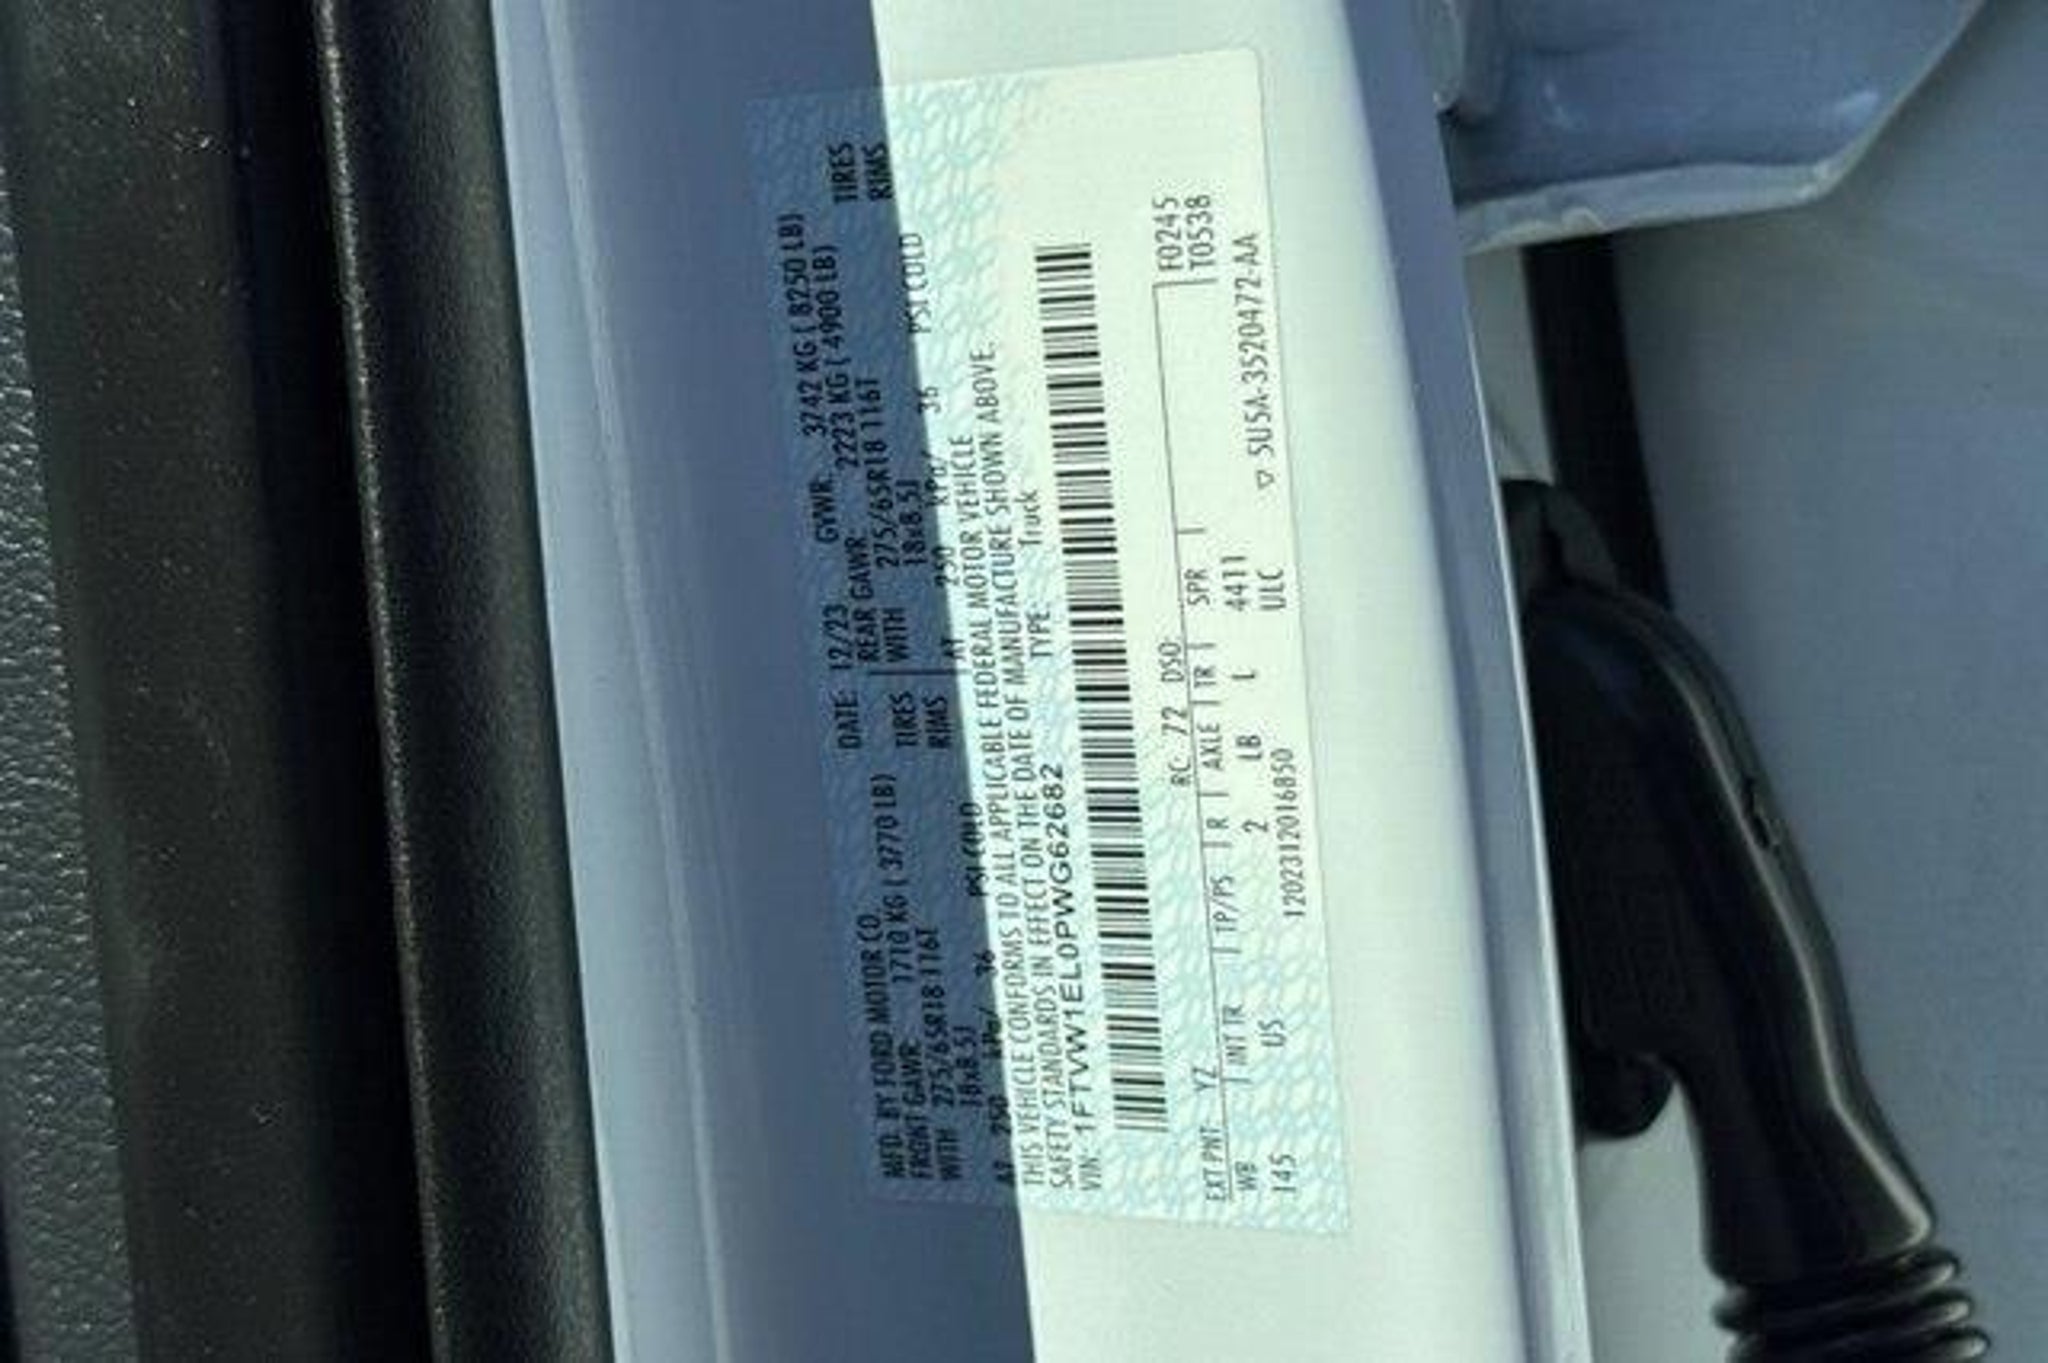 MFD. BY FORD MOTOR CO. DATE: 12/23 GVWR: 3742 KG ( 8250 LB)
FRONT GAWR: 1710 KG ( 3770 LB) REAR GAWR: 2223 KG ( 4900 LB)
WITH 275/65R18 116T TIRES WITH 275/65R18 116T TIRES
18x8.5J RIMS 18x8.5J RIMS
AT 250 kPa/ 36 PSI COLD AT 250 kPa/ 36 PSI COLD
THIS VEHICLE CONFORMS TO ALL APPLICABLE FEDERAL MOTOR VEHICLE
SAFETY STANDARDS IN EFFECT ON THE DATE OF MANUFACTURE SHOWN ABOVE.
VIN: 1FTVW1EL0PWG62682 TYPE: Truck
F0245
T0538
EXT PNT: YZ RC: 72 DSO:
WB INT TR TP/PS R AXLE TR SPR
145 US 2 LB L 4411
1202312016850 ULC ▽ 5U5A-3520472-AA